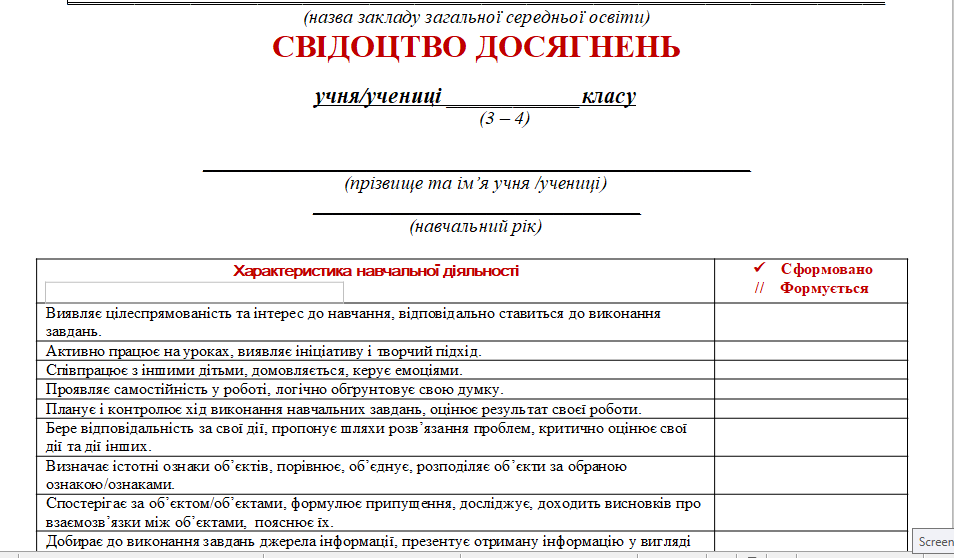 (назва закладу загальної середньої освіти)
СВІДОЦТВО ДОСЯГНЕНЬ
учня/учениці ____________ класу
(3 – 4)
(прізвище та ім’я учня /учениці)
(навчальний рік)
Характеристика навчальної діяльності
✓ Сформовано
// Формується
Виявляє цілеспрямованість та інтерес до навчання, відповідально ставиться до виконання
завдань.
Активно працює на уроках, виявляє ініціативу і творчий підхід.
Співпрацює з іншими дітьми, домовляється, керує емоціями.
Проявляє самостійність у роботі, логічно обґрунтовує свою думку.
Планує і контролює хід виконання навчальних завдань, оцінює результат своєї роботи.
Бере відповідальність за свої дії, пропонує шляхи розв’язання проблем, критично оцінює свої
дії та дії інших.
Визначає істотні ознаки об’єктів, порівнює, об’єднує, розподіляє об’єкти за обраною
ознакою/ознаками.
Спостерігає за об’єктом/об’єктами, формулює припущення, досліджує, доходить висновків про
взаємозв’язки між об’єктами, пояснює їх.
Добирає до виконання завдань джерела інформації, презентує отриману інформацію у вигляді
Screen